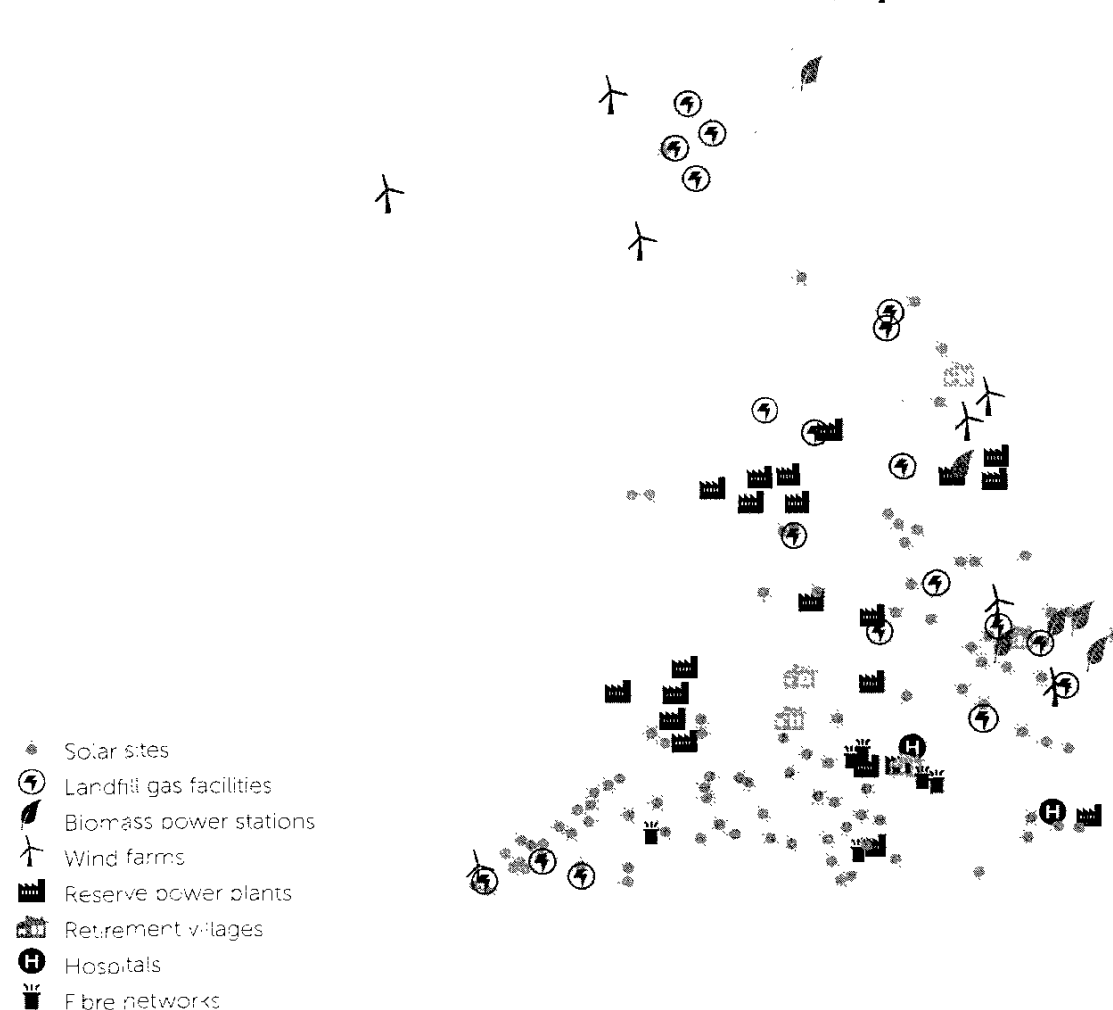 Solar sites
Landfill gas facilities
Biomass power stations
Wind farms
Reserve power plants
Retirement villages
Hospitals
Fibre networks